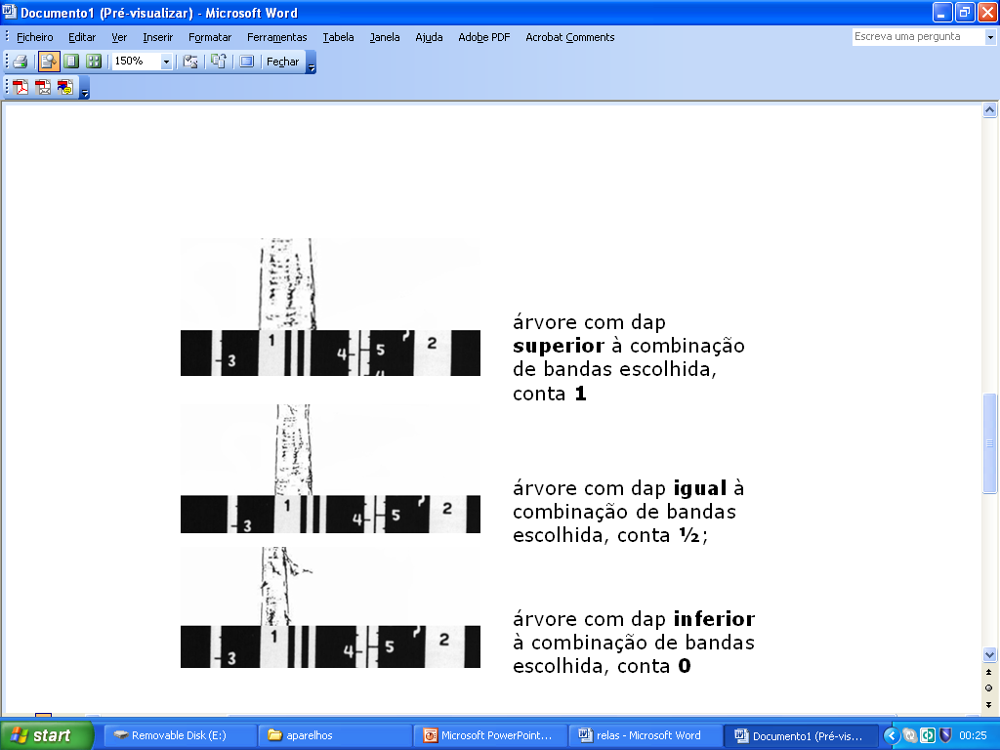 Documento1 (Pré-visualizar) - Microsoft Word
Ficheiro Editar Ver Inserir Formatar Ferramentas Tabela Janela Ajuda Adobe PDF Acrobat Comments
Escreva uma pergunta
150%
Fechar
1
3 4 5 2
árvore com dap
superior à combinação
de bandas escolhida,
conta 1
1
3 4 5 2
árvore com dap igual à
combinação de bandas
escolhida, conta ½;
1
3 4 5 2
árvore com dap inferior
à combinação de bandas
escolhida, conta 0
start Removable Disk (E:) aparelhos Microsoft PowerPoint... relas - Microsoft Word Documento1 (Pré-vis... 00:25